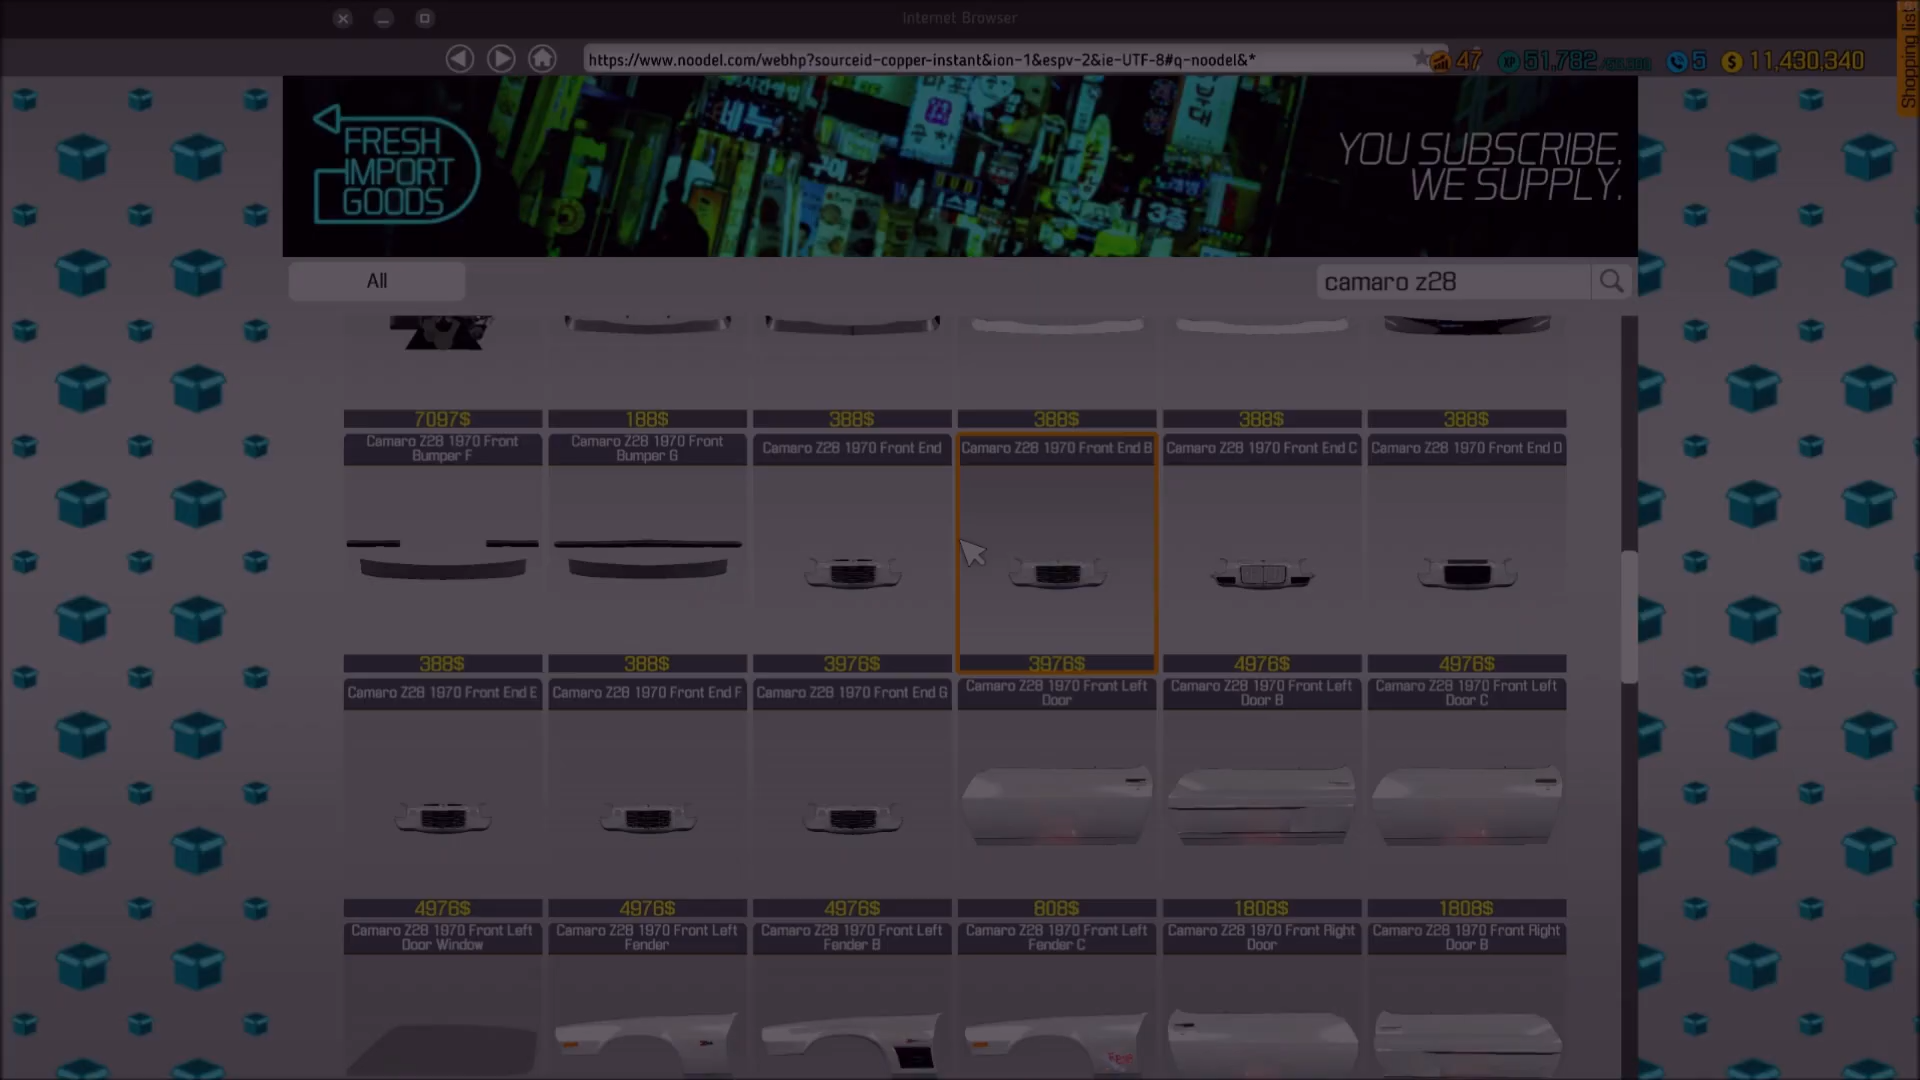 Internet Browser
https://www.noodel.com/webhp?sourceid-copper-instant&ion-1&espv-2&ie-UTF-8#q-noodel&*
47
XP 51,782
5
$ 11,430,340
Shopping list
FRESH
IMPORT
GOODS
네누
구이
3층
YOU SUBSCRIBE.
WE SUPPLY.
All
camaro z28
7097$
188$
388$
388$
388$
388$
Camaro Z28 1970 Front
Bumper F
Camaro Z28 1970 Front
Bumper G
Camaro Z28 1970 Front End
Camaro Z28 1970 Front End B
Camaro Z28 1970 Front End C
Camaro Z28 1970 Front End D
388$
388$
3976$
3976$
4976$
4976$
Camaro Z28 1970 Front End E
Camaro Z28 1970 Front End F
Camaro Z28 1970 Front End G
Camaro Z28 1970 Front Left
Door
Camaro Z28 1970 Front Left
Door B
Camaro Z28 1970 Front Left
Door C
4976$
4976$
4976$
808$
1808$
1808$
Camaro Z28 1970 Front Left
Door Window
Camaro Z28 1970 Front Left
Fender
Camaro Z28 1970 Front Left
Fender B
Camaro Z28 1970 Front Left
Fender C
Camaro Z28 1970 Front Right
Door
Camaro Z28 1970 Front Right
Door B